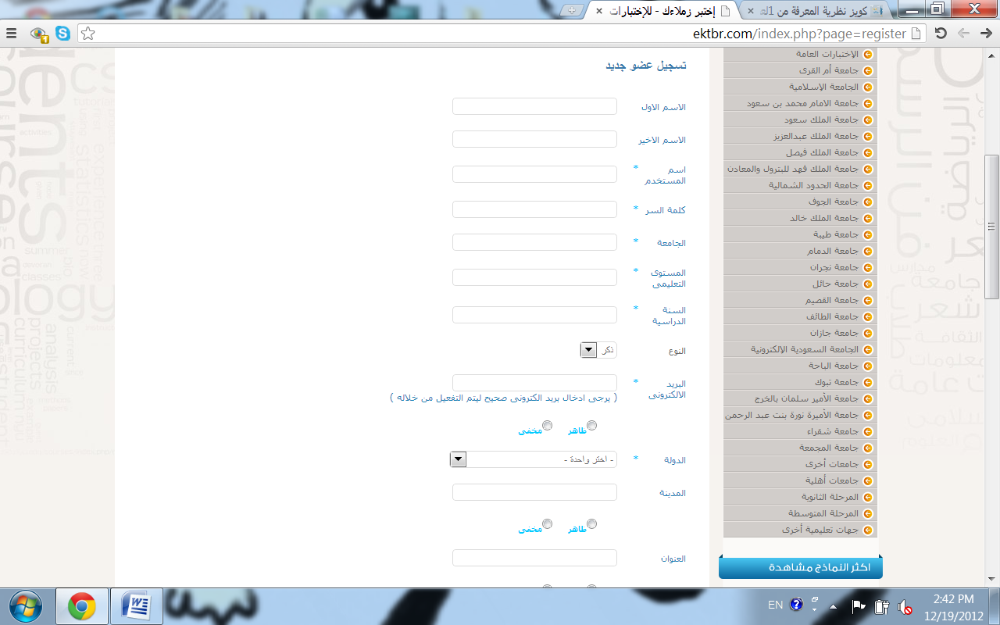 كويز نظرية المعرفة من 1لـ
إختبر زملاءك - للإختبارات
ektbr.com/index.php?page=register
الإختبارات العامة
جامعة أم القرى
الجامعة الإسلامية
جامعة الامام محمد بن سعود
جامعة الملك سعود
جامعة الملك عبدالعزيز
جامعة الملك فيصل
جامعة الملك فهد للبترول والمعادن
جامعة الحدود الشمالية
جامعة الجوف
جامعة الملك خالد
جامعة طيبة
جامعة الدمام
جامعة نجران
جامعة حائل
جامعة القصيم
جامعة الطائف
جامعة جازان
الجامعة السعودية الإلكترونية
جامعة الباحة
جامعة تبوك
جامعة الأمير سلمان بالخرج
جامعة الأميرة نورة بنت عبد الرحمن
جامعة شقراء
جامعة المجمعة
جامعات أخرى
جامعات أهلية
المرحلة الثانوية
المرحلة المتوسطة
جهات تعليمية أخرى
اكثر النماذج مشاهدة
تسجيل عضو جديد
الاسم الاول
الاسم الاخير
اسم *
المستخدم
كلمة السر *
الجامعة *
المستوى *
التعليمى
السنة *
الدراسية
النوع ذكر
البريد *
الالكترونى
( يرجى ادخال بريد الكترونى صحيح ليتم التفعيل من خلاله )
ظاهر مخفى
الدولة * - اختر واحدة -
المدينة
ظاهر مخفى
العنوان
EN
2:42 PM
12/19/2012